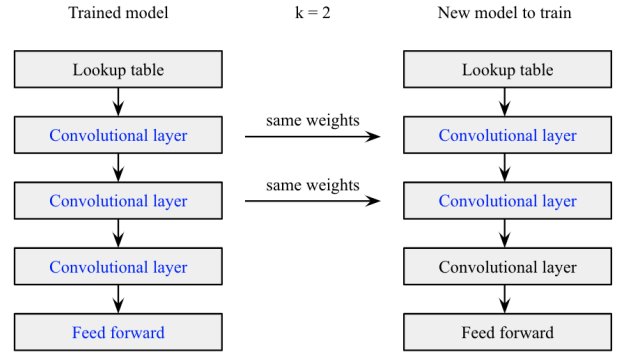 Trained model
k = 2
New model to train
Lookup table
Lookup table
same weights
Convolutional layer
Convolutional layer
same weights
Convolutional layer
Convolutional layer
Convolutional layer
Convolutional layer
Feed forward
Feed forward